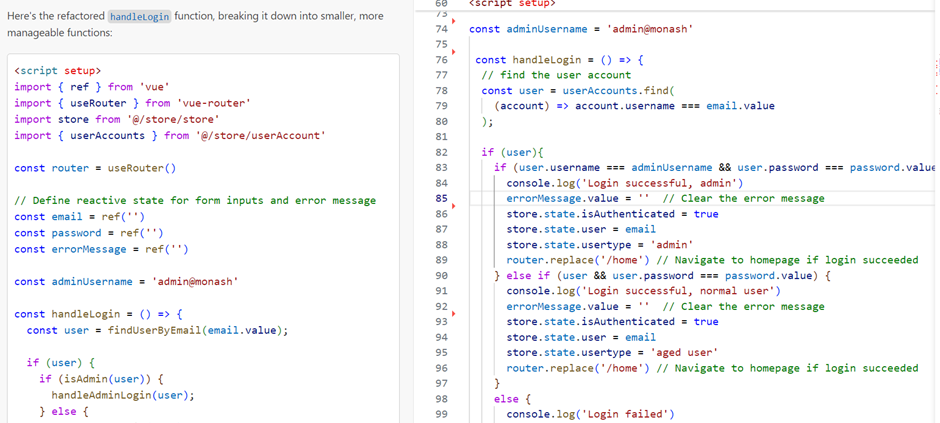 Here's the refactored handleLogin function, breaking it down into smaller, more
manageable functions:
<script setup>
import { ref } from 'vue'
import { useRouter } from 'vue-router'
import store from '@/store/store'
import { userAccounts } from '@/store/userAccount'
const router = useRouter()
// Define reactive state for form inputs and error message
const email = ref('')
const password = ref('')
const errorMessage = ref('')
const adminUsername = 'admin@monash'
const handleLogin = () => {
const user = findUserByEmail(email.value);
if (user) {
if (isAdmin(user)) {
handleAdminLogin(user);
} else {
60 <script setup>
73
74 const adminUsername = 'admin@monash'
75
76 const handleLogin = () => {
77 // find the user account
78 const user = userAccounts.find(
79 (account) => account.username === email.value
80 );
81
82 if (user){
83 if (user.username === adminUsername && user.password === password.value
84 console.log('Login successful, admin')
85 errorMessage.value = '' // Clear the error message
86 store.state.isAuthenticated = true
87 store.state.user = email
88 store.state.usertype = 'admin'
89 router.replace('/home') // Navigate to homepage if login succeeded
90 } else if (user && user.password === password.value) {
91 console.log('Login successful, normal user')
92 errorMessage.value = '' // Clear the error message
93 store.state.isAuthenticated = true
94 store.state.user = email
95 store.state.usertype = 'aged user'
96 router.replace('/home') // Navigate to homepage if login succeeded
97 }
98 else {
99 console.log('Login failed')